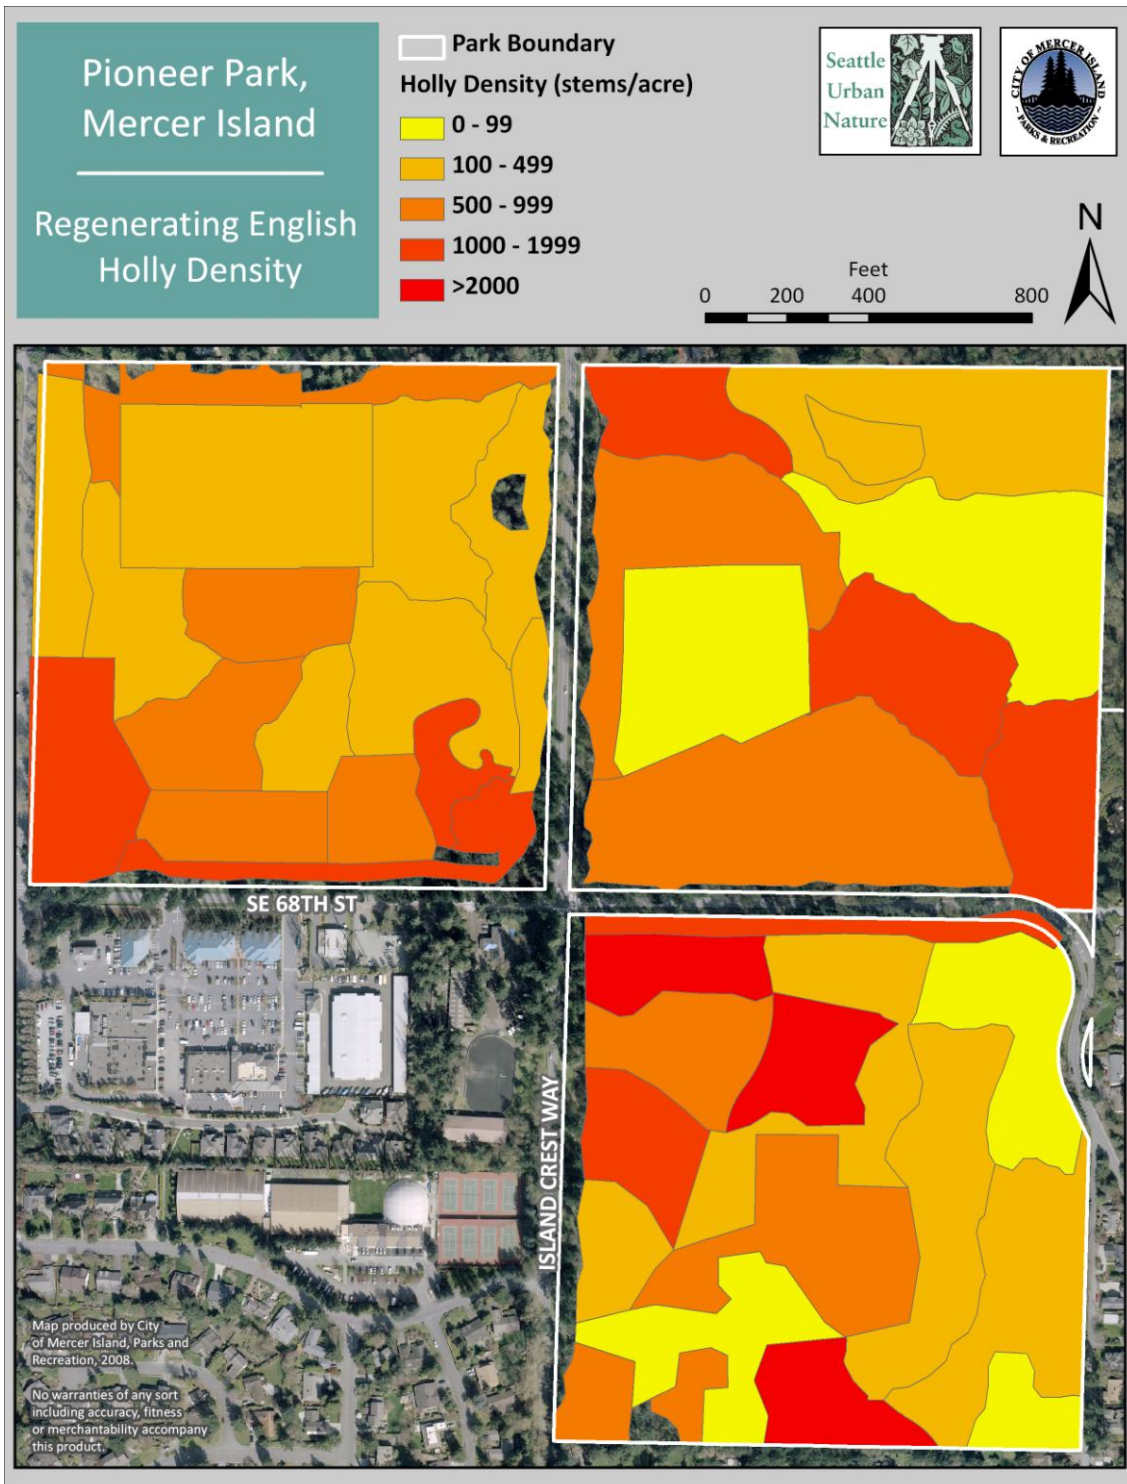 Pioneer Park,
Mercer Island
Regenerating English
Holly Density
Park Boundary
Holly Density (stems/acre)
0 - 99
100 - 499
500 - 999
1000 - 1999
>2000
Seattle
Urban
Nature
CITY OF MERCER ISLAND
~ PARKS & RECREATION ~
N
Feet
0 200 400 800
SE 68TH ST
ISLAND CREST WAY
Map produced by City
of Mercer Island, Parks and
Recreation, 2008.
No warranties of any sort
including accuracy, fitness
or merchantability accompany
this product.